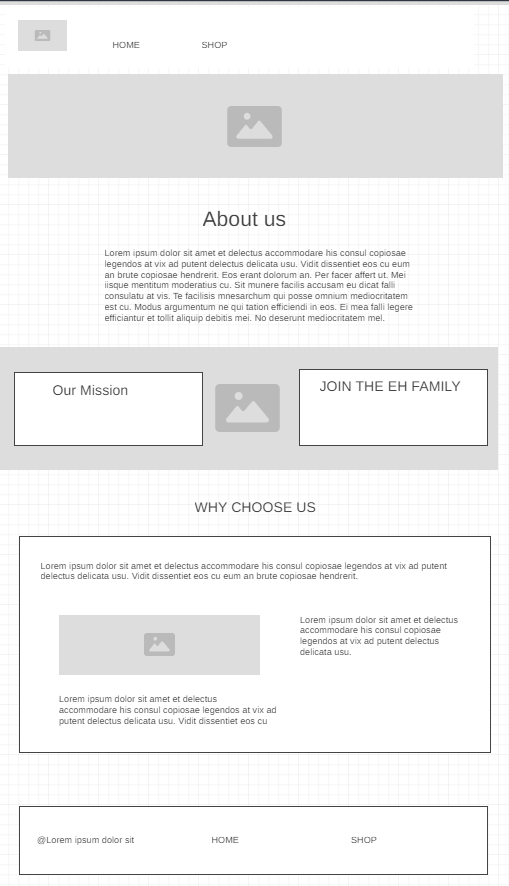 HOME
SHOP
About us
Lorem ipsum dolor sit amet et delectus accommodare his consul copiosae
legendos at vix ad putent delectus delicata usu. Vidit dissentiet eos cu eum
an brute copiosae hendrerit. Eos erant dolorum an. Per facer affert ut. Mei
iisque mentitum moderatius cu. Sit munere facilis accusam eu dicat falli
consulatu at vis. Te facilisis mnesarchum qui posse omnium mediocritatem
est cu. Modus argumentum ne qui tation efficiendi in eos. Ei mea falli legere
efficiantur et tollit aliquip debitis mei. No deserunt mediocritatem mel.
Our Mission
JOIN THE EH FAMILY
WHY CHOOSE US
Lorem ipsum dolor sit amet et delectus accommodare his consul copiosae legendos at vix ad putent
delectus delicata usu. Vidit dissentiet eos cu eum an brute copiosae hendrerit.
Lorem ipsum dolor sit amet et delectus
accommodare his consul copiosae
legendos at vix ad putent delectus
delicata usu.
Lorem ipsum dolor sit amet et delectus
accommodare his consul copiosae legendos at vix ad
putent delectus delicata usu. Vidit dissentiet eos cu
@Lorem ipsum dolor sit
HOME
SHOP